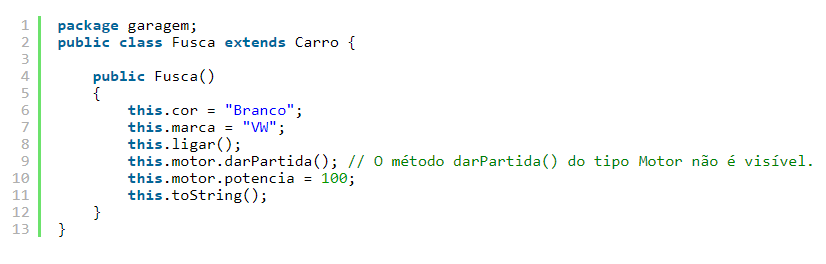 1 package garagem;
2 public class Fusca extends Carro {
3
4     public Fusca()
5     {
6         this.cor = "Branco";
7         this.marca = "VW";
8         this.ligar();
9         this.motor.darPartida(); // O método darPartida() do tipo Motor não é visível.
10         this.motor.potencia = 100;
11         this.toString();
12     }
13 }